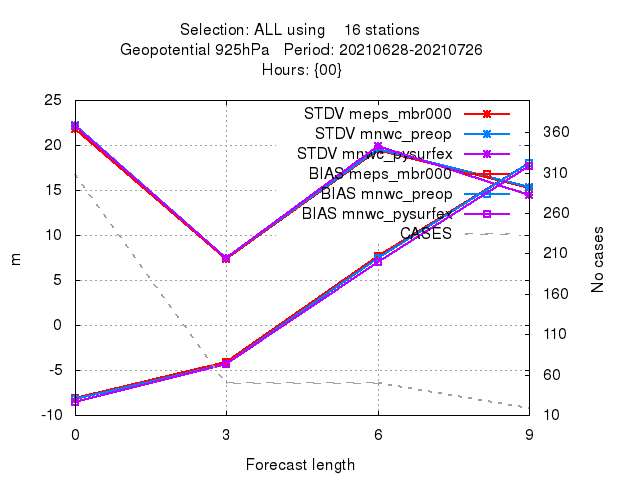 Selection: ALL using 16 stations
Geopotential 925hPa Period: 20210628-20210726
Hours: {00}
25
20
15
10
5
0
-5
-10
m
STDV meps_mbr000
STDV mnwc_preop
STDV mnwc_pysurfex
BIAS meps_mbr000
BIAS mnwc_preop
BIAS mnwc_pysurfex
CASES
360
310
260
210
160
110
60
10
No cases
0 3 6 9
Forecast length